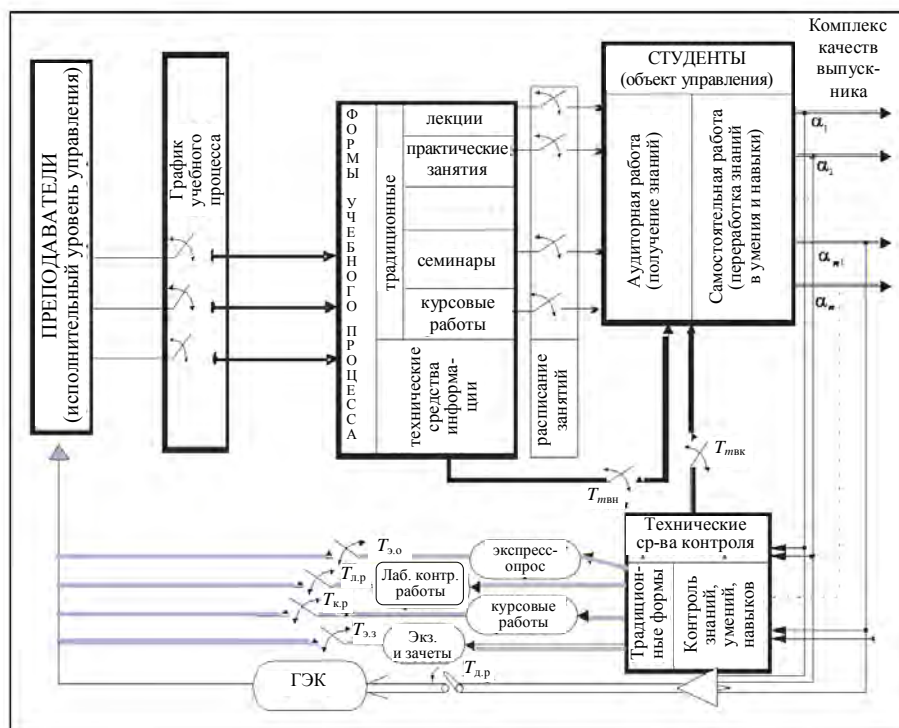 Комплекс
качеств
выпуск-
ника
ПРЕПОДАВАТЕЛИ
(исполнительный уровень управления)
График
учебного
процесса
ФОРМЫ УЧЕБНОГО ПРОЦЕССА
традиционные
лекции
практические
занятия
семинары
курсовые
работы
технические
средства
информа-
ции
расписание
занятий
СТУДЕНТЫ
(объект управления)
Аудиторная работа
(получение знаний)
Самостоятельная работа
(переработка знаний
в умения и навыки)
α1
α2
αm1
αm
Tтвн
Tтвк
Технические
ср-ва контроля
Традицион-
ные формы
Контроль
знаний,
умений,
навыков
Tэ.о
экспресс-
опрос
Tл.р
Лаб. контр.
работы
Tк.р
курсовые
работы
Tэ.з
Экз.
и зачеты
Tд.р
ГЭК